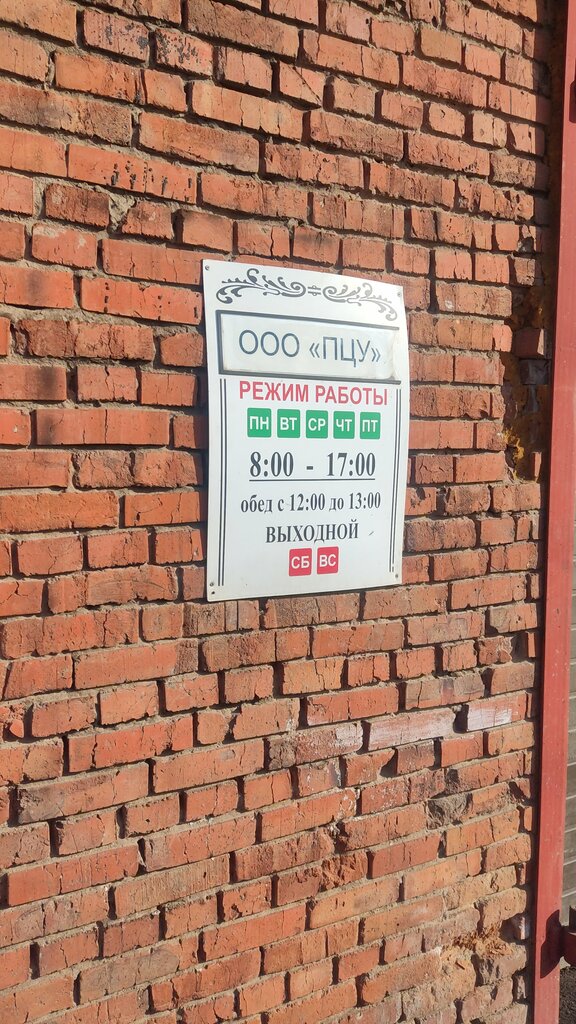 ООО «ПЦУ»
РЕЖИМ РАБОТЫ
ПН ВТ СР ЧТ ПТ
8:00 - 17:00
обед с 12:00 до 13:00
ВЫХОДНОЙ
СБ ВС